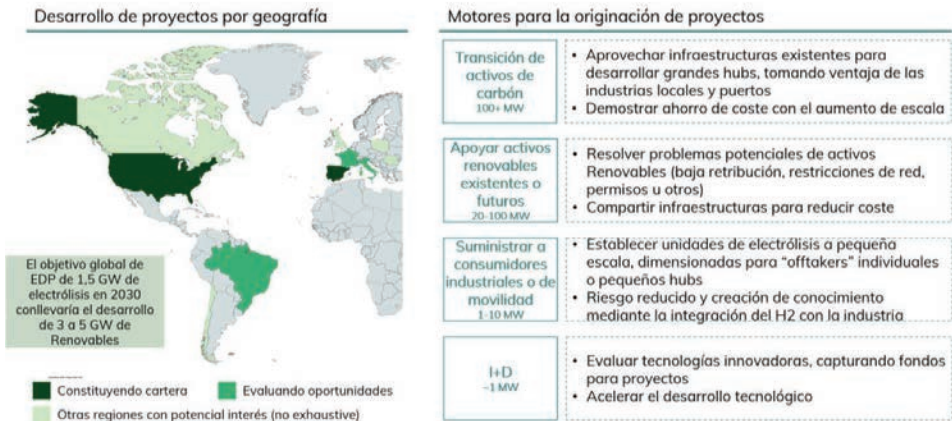 Desarrollo de proyectos por geografía
El objetivo global de
EDP de 1,5 GW de
electrólisis en 2030
conllevaría el desarrollo
de 3 a 5 GW de
Renovables
Constituyendo cartera
Evaluando oportunidades
Otras regiones con potencial interés (no exhaustive)
Motores para la originación de proyectos
Transición de
activos de
carbón
100+ MW
• Aprovechar infraestructuras existentes para
desarrollar grandes hubs, tomando ventaja de las
industrias locales y puertos
• Demostrar ahorro de coste con el aumento de escala
Apoyar activos
renovables
existentes o
futuros
20-100 MW
• Resolver problemas potenciales de activos
Renovables (baja retribución, restricciones de red,
permisos u otros)
• Compartir infraestructuras para reducir coste
Suministrar a
consumidores
industriales o de
movilidad
1-10 MW
• Establecer unidades de electrólisis a pequeña
escala, dimensionadas para “offtakers” individuales
o pequeños hubs
• Riesgo reducido y creación de conocimiento
mediante la integración del H2 con la industria
I+D
~1 MW
• Evaluar tecnologías innovadoras, capturando fondos
para proyectos
• Acelerar el desarrollo tecnológico